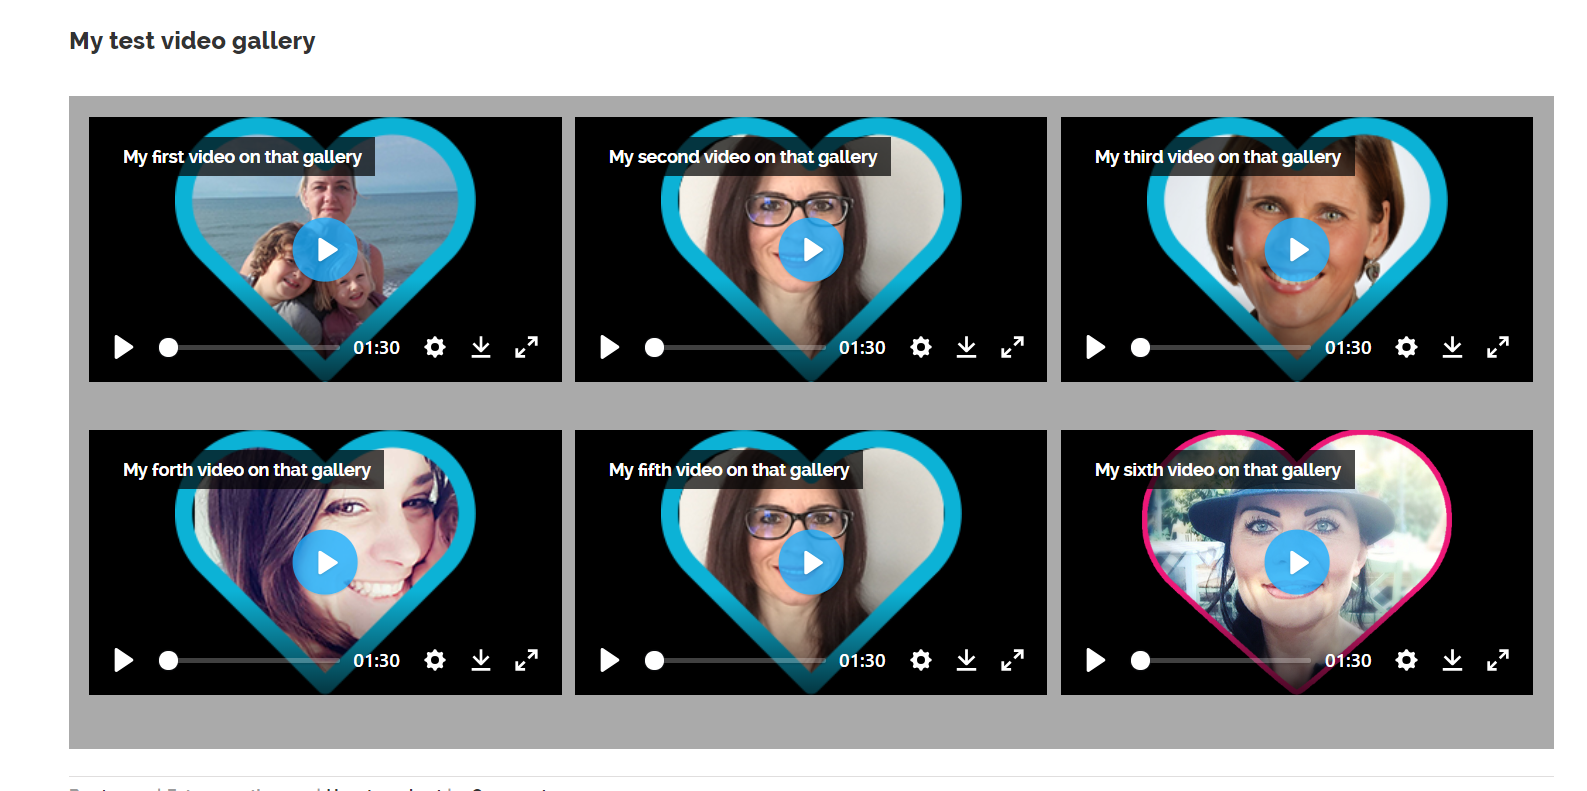 My test video gallery
My first video on that gallery
My second video on that gallery
My third video on that gallery
01:30
01:30
01:30
My forth video on that gallery
My fifth video on that gallery
My sixth video on that gallery
01:30
01:30
01:30